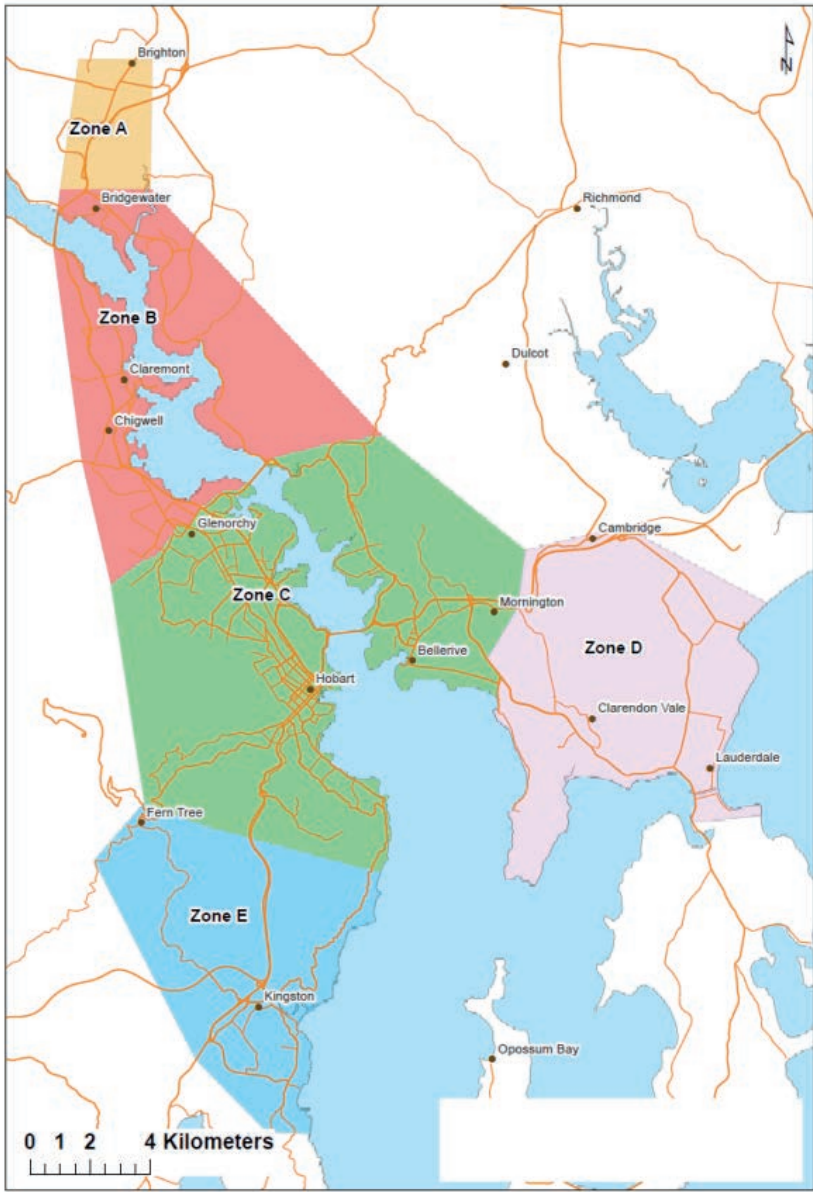 N
Brighton
Zone A
Bridgewater
Richmond
Zone B
Dulcot
Claremont
Chigwell
Glenorchy
Cambridge
Zone C
Mornington
Bellerive
Zone D
Hobart
Clarendon Vale
Lauderdale
Fern Tree
Zone E
Kingston
Opossum Bay
0 1 2 4 Kilometers